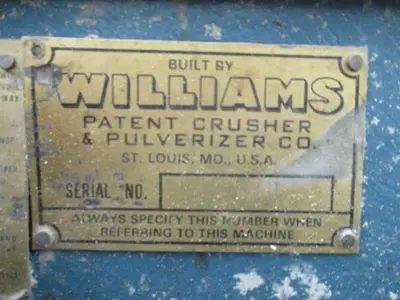 BUILT BY
WILLIAMS
PATENT CRUSHER
& PULVERIZER CO.
ST. LOUIS, MO., U.S.A.
SERIAL NO.
ALWAYS SPECIFY THIS NUMBER WHEN
REFERRING TO THIS MACHINE